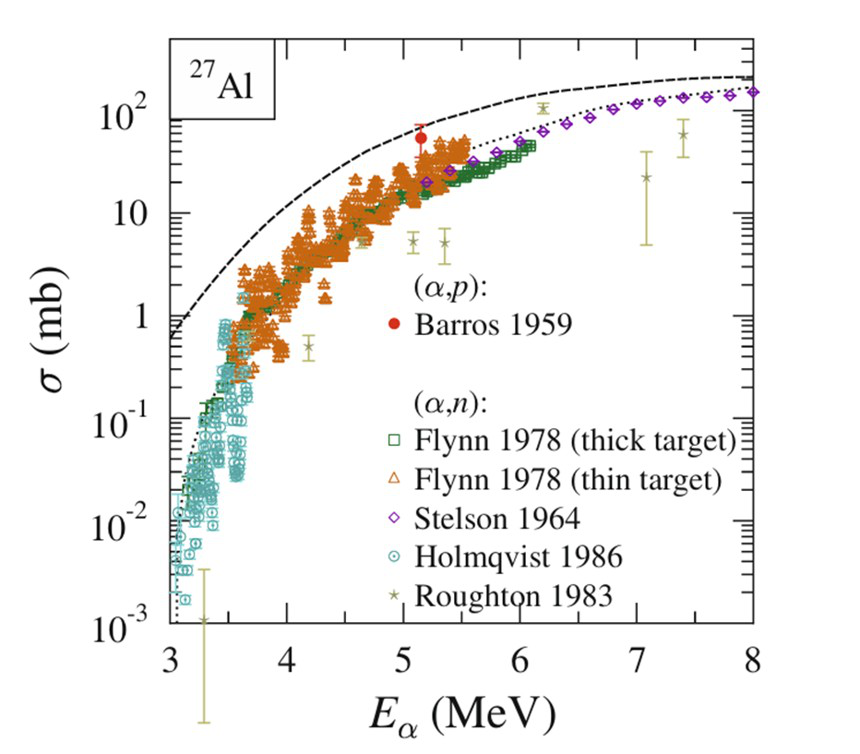 ²⁷Al
10²
10
1
10⁻¹
10⁻²
10⁻³
σ (mb)
(α,p):
Barros 1959
(α,n):
Flynn 1978 (thick target)
Flynn 1978 (thin target)
Stelson 1964
Holmqvist 1986
Roughton 1983
3 4 5 6 7 8
Eα (MeV)